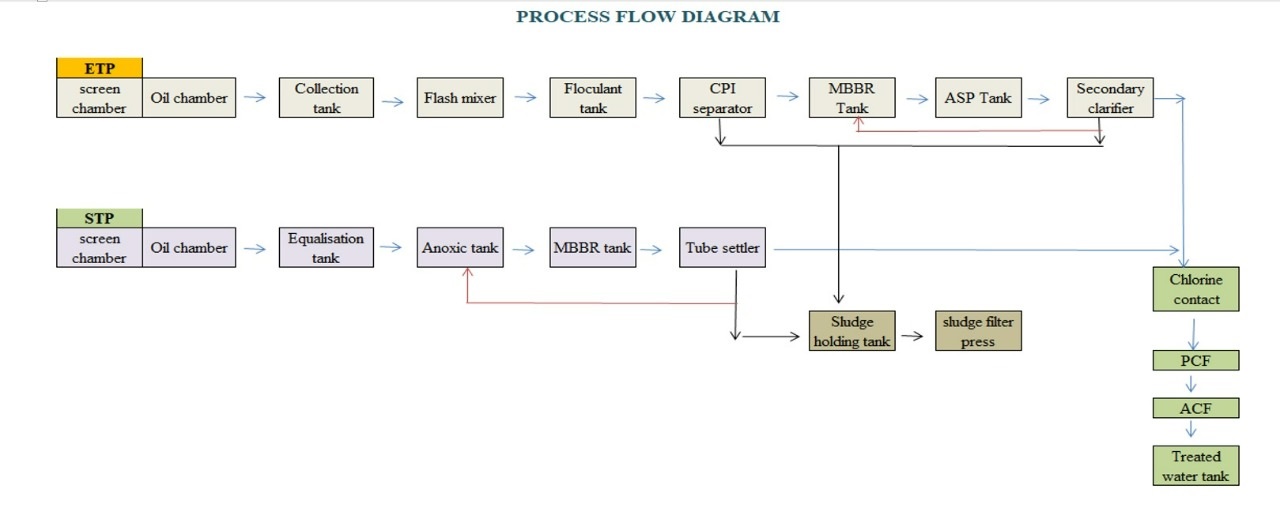 PROCESS FLOW DIAGRAM
ETP
screen
chamber
Oil chamber
Collection
tank
Flash mixer
Floculant
tank
CPI
separator
MBBR
Tank
ASP Tank
Secondary
clarifier
STP
screen
chamber
Oil chamber
Equalisation
tank
Anoxic tank
MBBR tank
Tube settler
Chlorine
contact
Sludge
holding tank
sludge filter
press
PCF
ACF
Treated
water tank